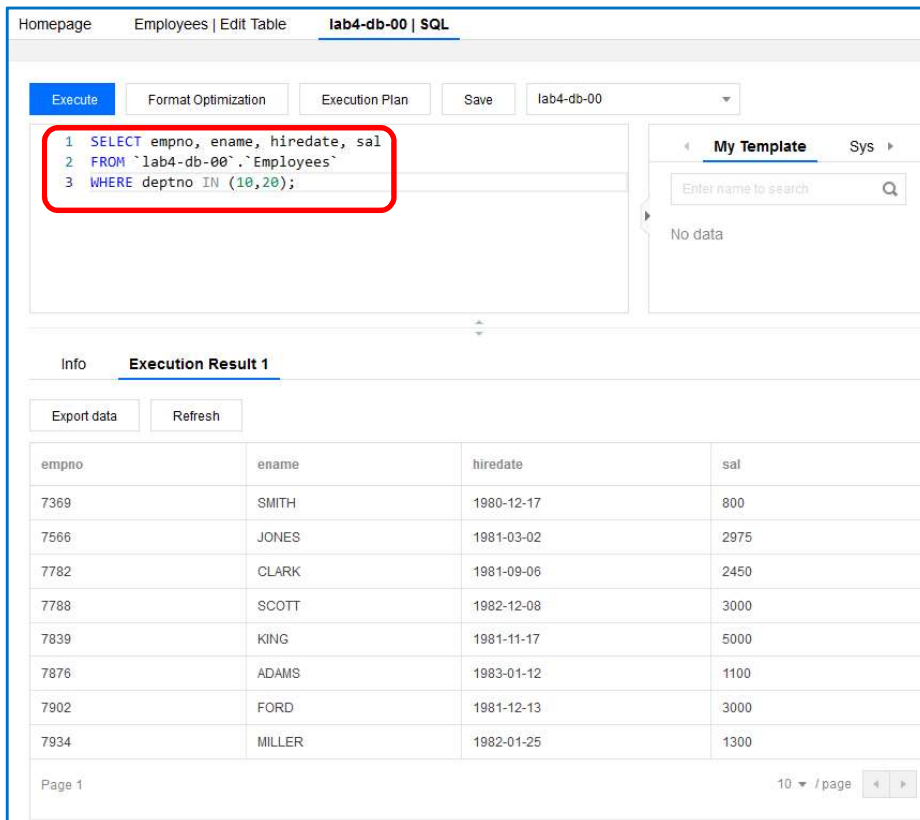 Homepage Employees | Edit Table lab4-db-00 | SQL
Execute Format Optimization Execution Plan Save lab4-db-00
1 SELECT empno, ename, hiredate, sal
2 FROM `lab4-db-00`.`Employees`
3 WHERE deptno IN (10,20);
My Template Sys
Enter name to search
No data
Info Execution Result 1
Export data Refresh
empno ename hiredate sal
7369 SMITH 1980-12-17 800
7566 JONES 1981-03-02 2975
7782 CLARK 1981-09-06 2450
7788 SCOTT 1982-12-08 3000
7839 KING 1981-11-17 5000
7876 ADAMS 1983-01-12 1100
7902 FORD 1981-12-13 3000
7934 MILLER 1982-01-25 1300
Page 1 10 / page